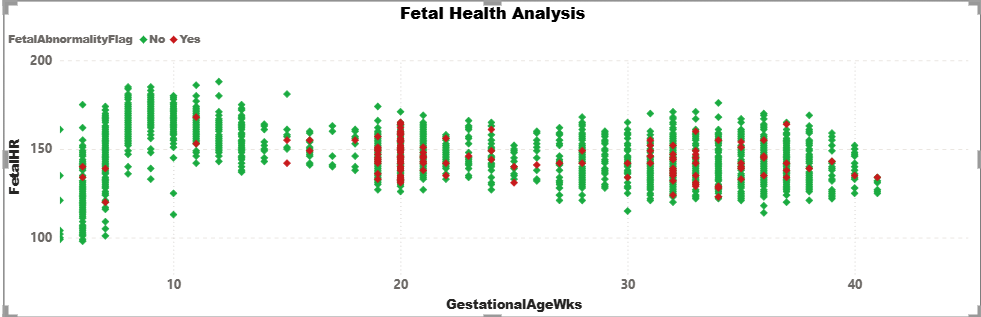 Fetal Health Analysis
FetalAbnormalityFlag No Yes
200
150
100
FetalHR
10 20 30 40
GestationalAgeWks